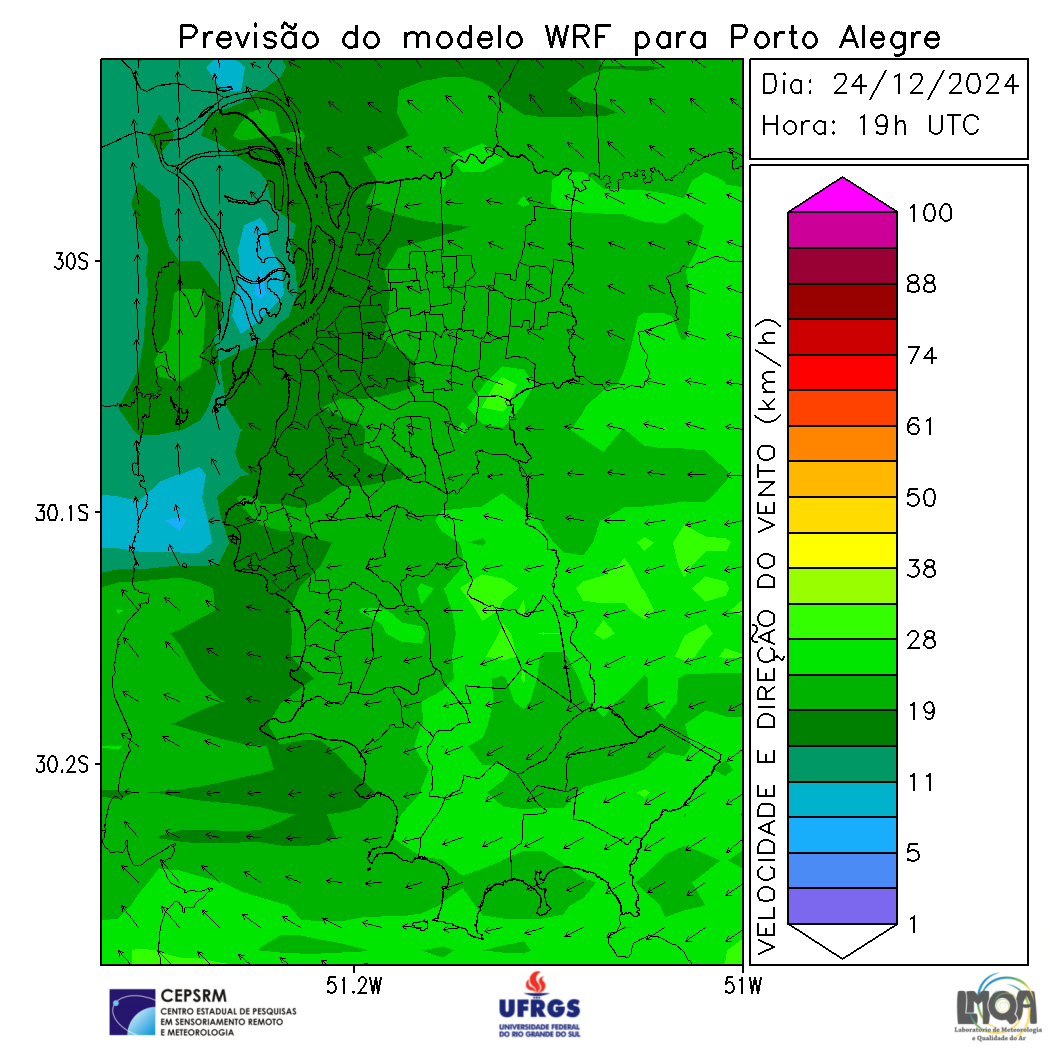 Previsão do modelo WRF para Porto Alegre
Dia: 24/12/2024
Hora: 19h UTC
30S
30.1S
30.2S
51.2W
51W
VELOCIDADE E DIREÇÃO DO VENTO (km/h)
100
88
74
61
50
38
28
19
11
5
1
CEPSRM
CENTRO ESTADUAL DE PESQUISAS
EM SENSORIAMENTO REMOTO
E METEOROLOGIA
UFRGS
UNIVERSIDADE FEDERAL
DO RIO GRANDE DO SUL
LMQA
Laboratório de Meteorologia
e Qualidade do Ar